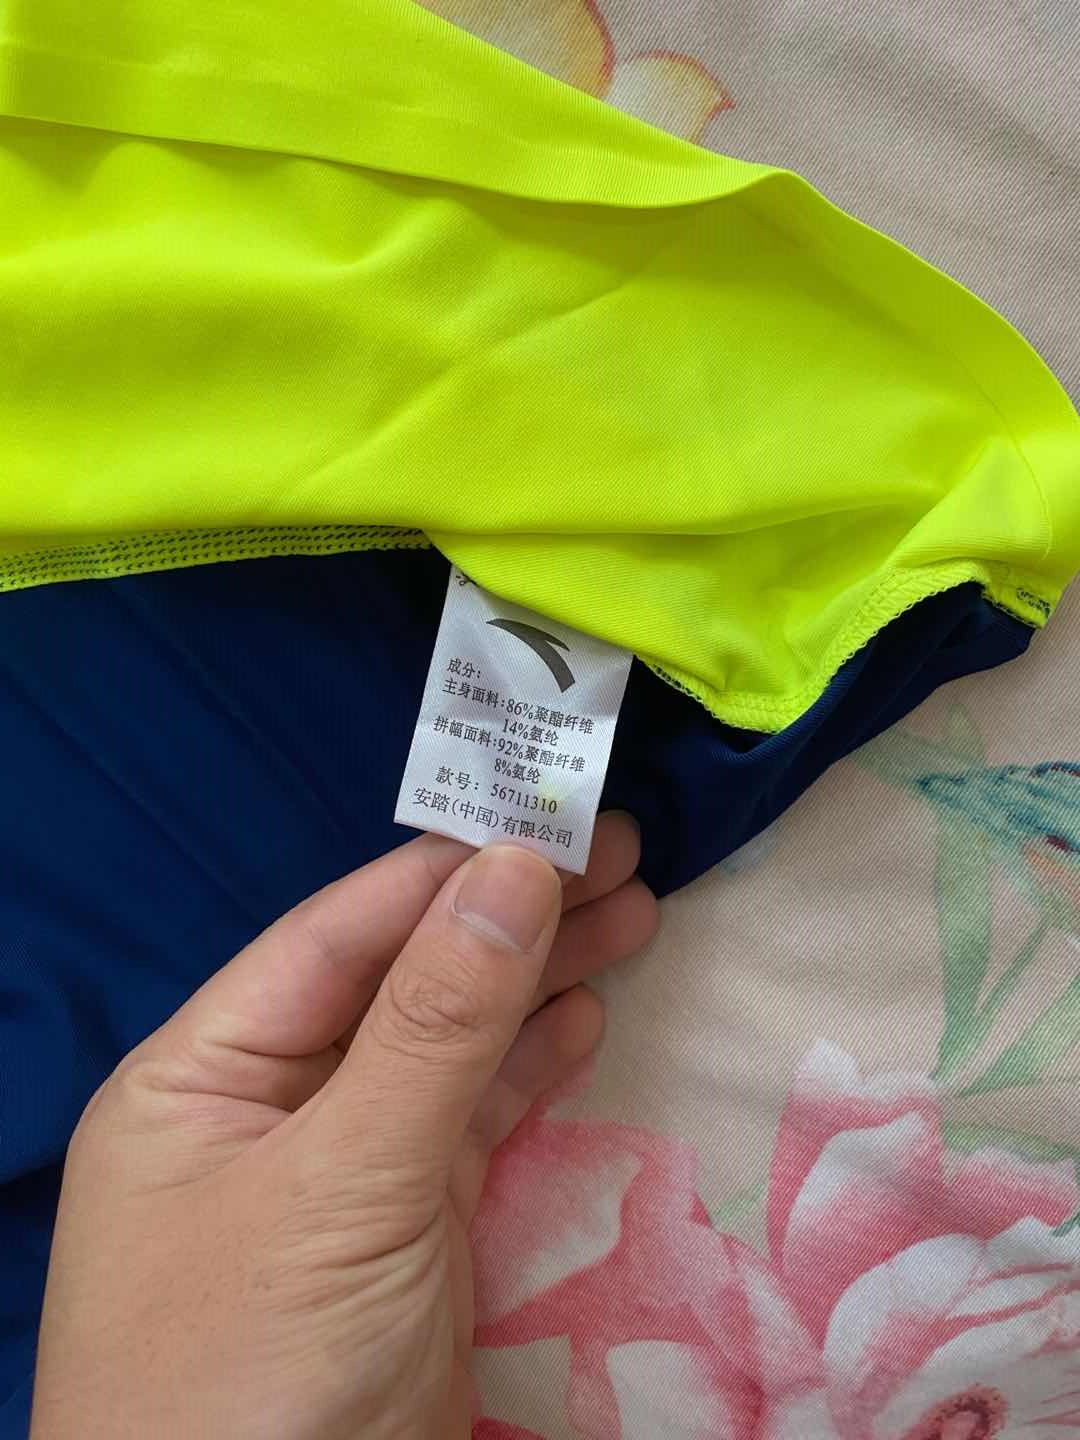 成分:
主身面料:86%聚酯纤维
14%氨纶
拼幅面料:92%聚酯纤维
8%氨纶
款号: 56711310
安踏(中国)有限公司